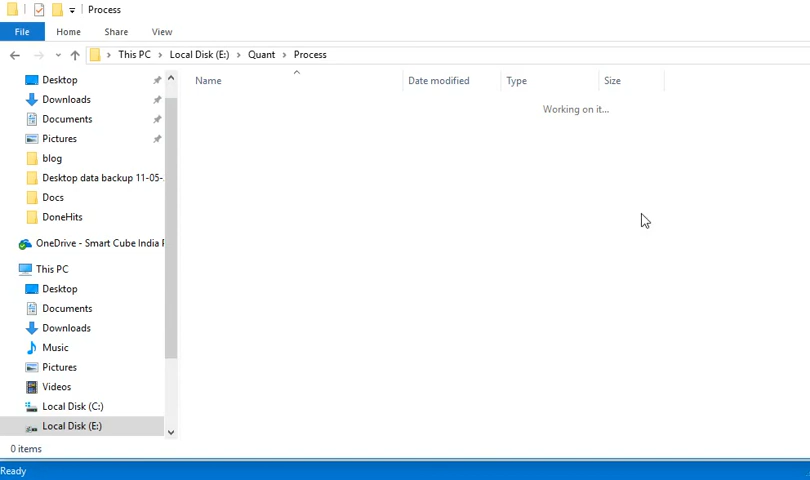 Process
File Home Share View
This PC Local Disk (E:) Quant Process
Name Date modified Type Size
Working on it...
Desktop
Downloads
Documents
Pictures
blog
Desktop data backup 11-05-
Docs
DoneHits
OneDrive - Smart Cube India P
This PC
Desktop
Documents
Downloads
Music
Pictures
Videos
Local Disk (C:)
Local Disk (E:)
0 items
Ready